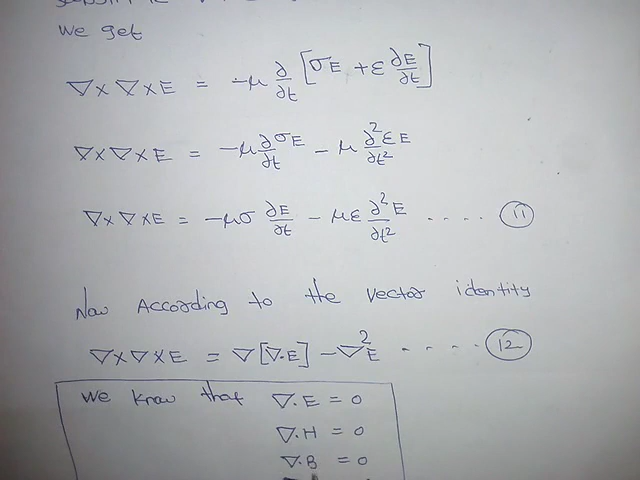 we get
∇×∇×E = -μ ∂/∂t [σE + ε ∂E/∂t]
∇×∇×E = -μ ∂σE/∂t - μ ∂²εE/∂t²
∇×∇×E = -μσ ∂E/∂t - με ∂²E/∂t² .... (11)
Now According to the vector identity
∇×∇×E = ∇[∇.E] - ∇²E ..... (12)
we know that ∇.E = 0
∇.H = 0
∇.B = 0